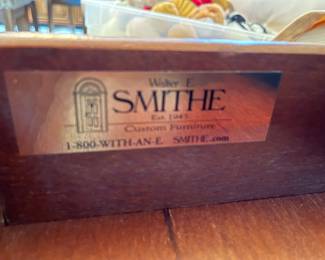 Walter E.
SMITHE
Est 1945
Custom Furniture
1-800-WITH-AN-E SMITHE.com